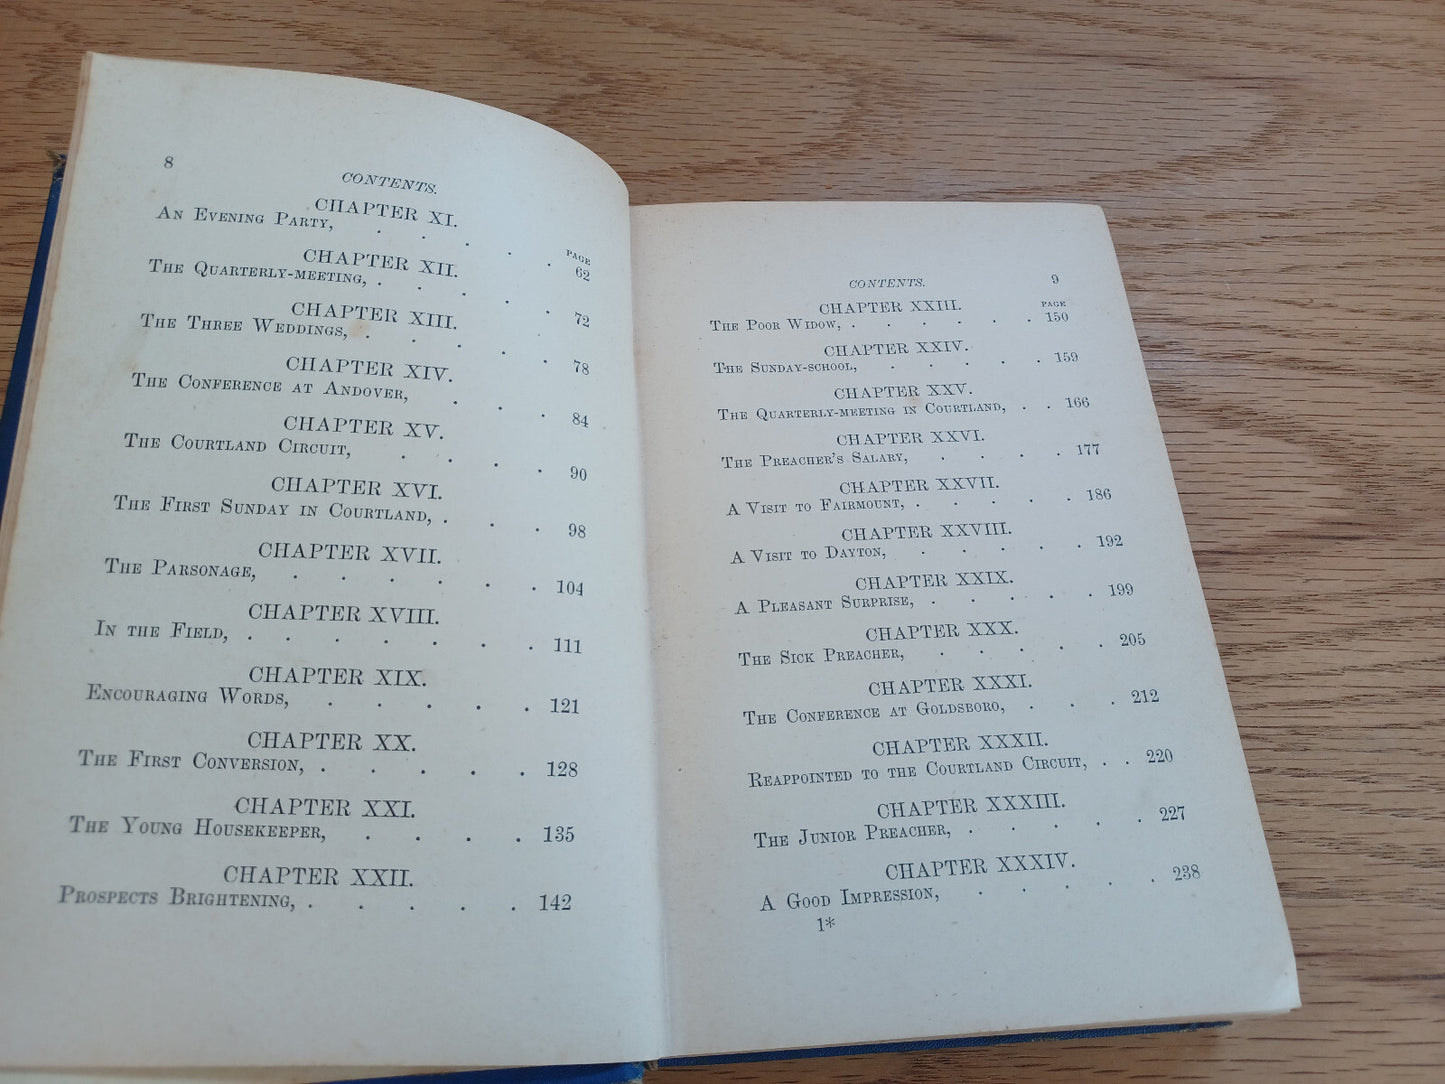 8
CONTENTS.
CHAPTER XI.
PAGE
An Evening Party, . . . . . 62
CHAPTER XII.
The Quarterly-meeting, . . . . . 72
CHAPTER XIII.
The Three Weddings, . . . . . 78
CHAPTER XIV.
The Conference at Andover, . . . 84
CHAPTER XV.
The Courtland Circuit, . . . . 90
CHAPTER XVI.
The First Sunday in Courtland, . . . 98
CHAPTER XVII.
The Parsonage, . . . . . . 104
CHAPTER XVIII.
In the Field, . . . . . . . 111
CHAPTER XIX.
Encouraging Words, . . . . . 121
CHAPTER XX.
The First Conversion, . . . . . 128
CHAPTER XXI.
The Young Housekeeper, . . . . 135
CHAPTER XXII.
Prospects Brightening, . . . . . 142
CONTENTS. 9
CHAPTER XXIII.
PAGE
The Poor Widow, . . . . . . 150
CHAPTER XXIV.
The Sunday-school, . . . . . 159
CHAPTER XXV.
The Quarterly-meeting in Courtland, . . 166
CHAPTER XXVI.
The Preacher's Salary, . . . . 177
CHAPTER XXVII.
A Visit to Fairmount, . . . . . 186
CHAPTER XXVIII.
A Visit to Dayton, . . . . . 192
CHAPTER XXIX.
A Pleasant Surprise, . . . . . 199
CHAPTER XXX.
The Sick Preacher, . . . . . 205
CHAPTER XXXI.
The Conference at Goldsboro, . . . 212
CHAPTER XXXII.
Reappointed to the Courtland Circuit, . . 220
CHAPTER XXXIII.
The Junior Preacher, . . . . . 227
CHAPTER XXXIV.
A Good Impression, . . . . . 238
1*